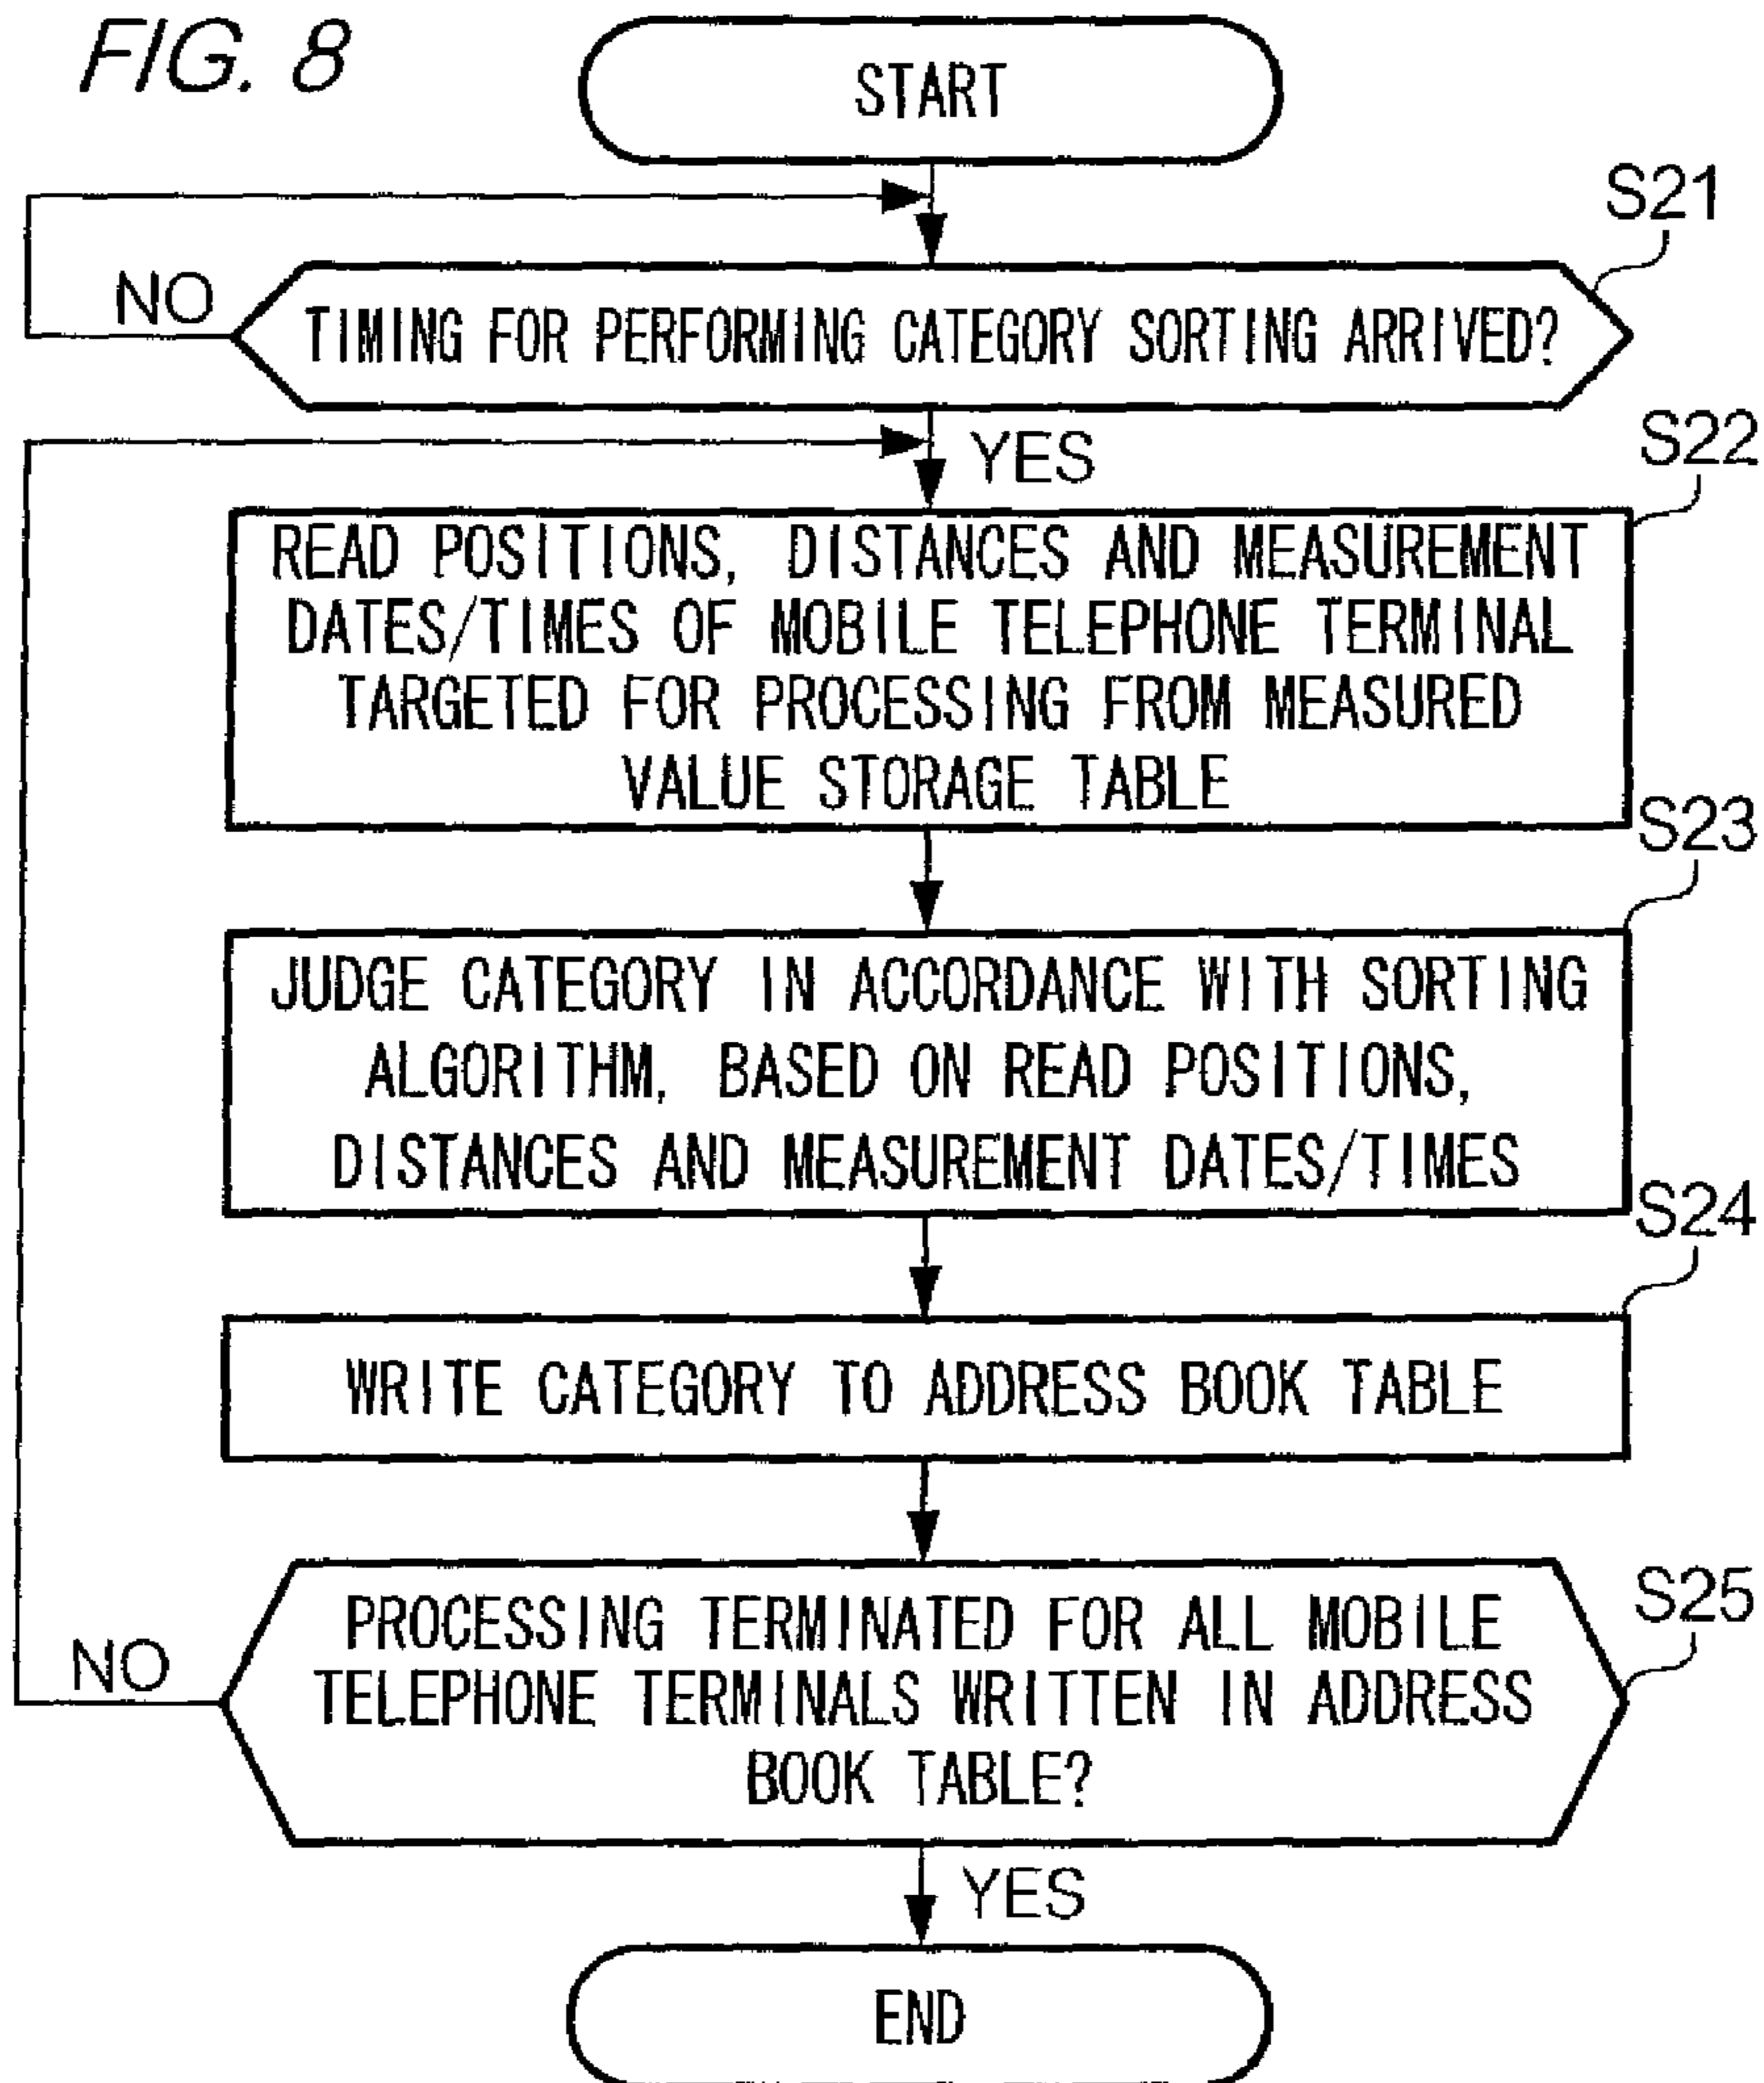 FIG. 8
START
S21
NO
TIMING FOR PERFORMING CATEGORY SORTING ARRIVED?
YES
S22
READ POSITIONS, DISTANCES AND MEASUREMENT
DATES/TIMES OF MOBILE TELEPHONE TERMINAL
TARGETED FOR PROCESSING FROM MEASURED
VALUE STORAGE TABLE
S23
JUDGE CATEGORY IN ACCORDANCE WITH SORTING
ALGORITHM, BASED ON READ POSITIONS,
DISTANCES AND MEASUREMENT DATES/TIMES
S24
WRITE CATEGORY TO ADDRESS BOOK TABLE
S25
PROCESSING TERMINATED FOR ALL MOBILE
NO
TELEPHONE TERMINALS WRITTEN IN ADDRESS
BOOK TABLE?
YES
END